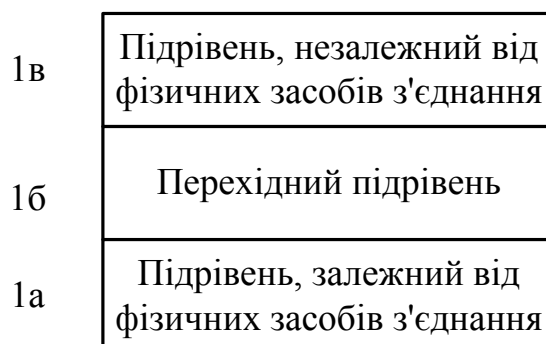 1в
Підрівень, незалежний від
фізичних засобів з'єднання
1б
Перехідний підрівень
1а
Підрівень, залежний від
фізичних засобів з'єднання